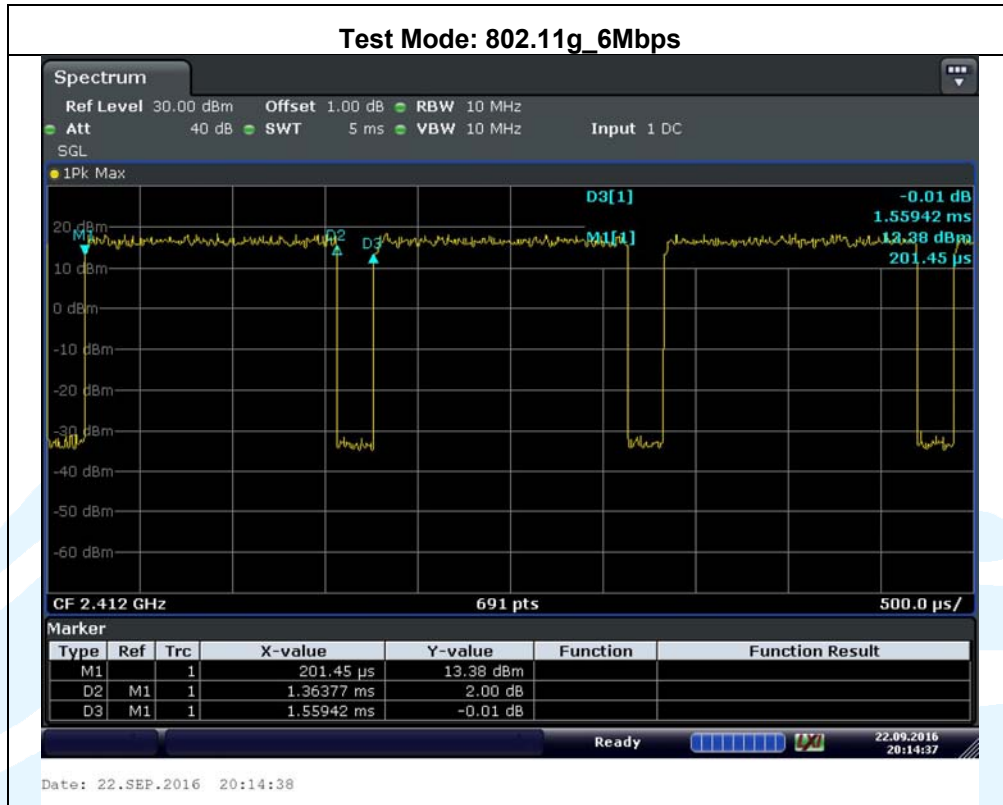 Test Mode: 802.11g_6Mbps
Spectrum
Ref Level 30.00 dBm Offset 1.00 dB RBW 10 MHz
Att 40 dB SWT 5 ms VBW 10 MHz Input 1 DC
SGL
1Pk Max
D3[1] -0.01 dB
1.55942 ms
M1[1] 13.38 dBm
201.45 µs
20 dBm
M1 D2 D3
10 dBm
0 dBm
-10 dBm
-20 dBm
-30 dBm
-40 dBm
-50 dBm
-60 dBm
CF 2.412 GHz 691 pts 500.0 µs/
Marker
Type Ref Trc X-value Y-value Function Function Result
M1 1 201.45 µs 13.38 dBm
D2 M1 1 1.36377 ms 2.00 dB
D3 M1 1 1.55942 ms -0.01 dB
Ready LXI 22.09.2016
20:14:37
Date: 22.SEP.2016 20:14:38